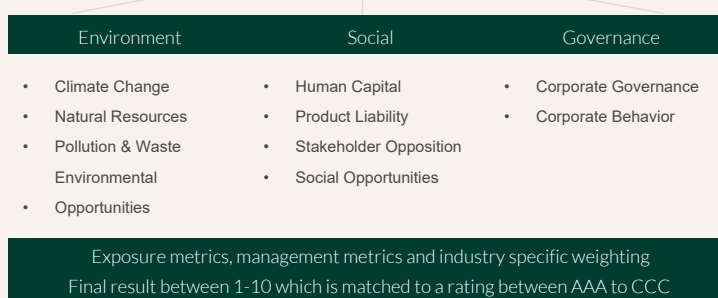 Environment
Social
Governance
• Climate Change
• Natural Resources
• Pollution & Waste
Environmental
• Opportunities
• Human Capital
• Product Liability
• Stakeholder Opposition
• Social Opportunities
• Corporate Governance
• Corporate Behavior
Exposure metrics, management metrics and industry specific weighting
Final result between 1-10 which is matched to a rating between AAA to CCC